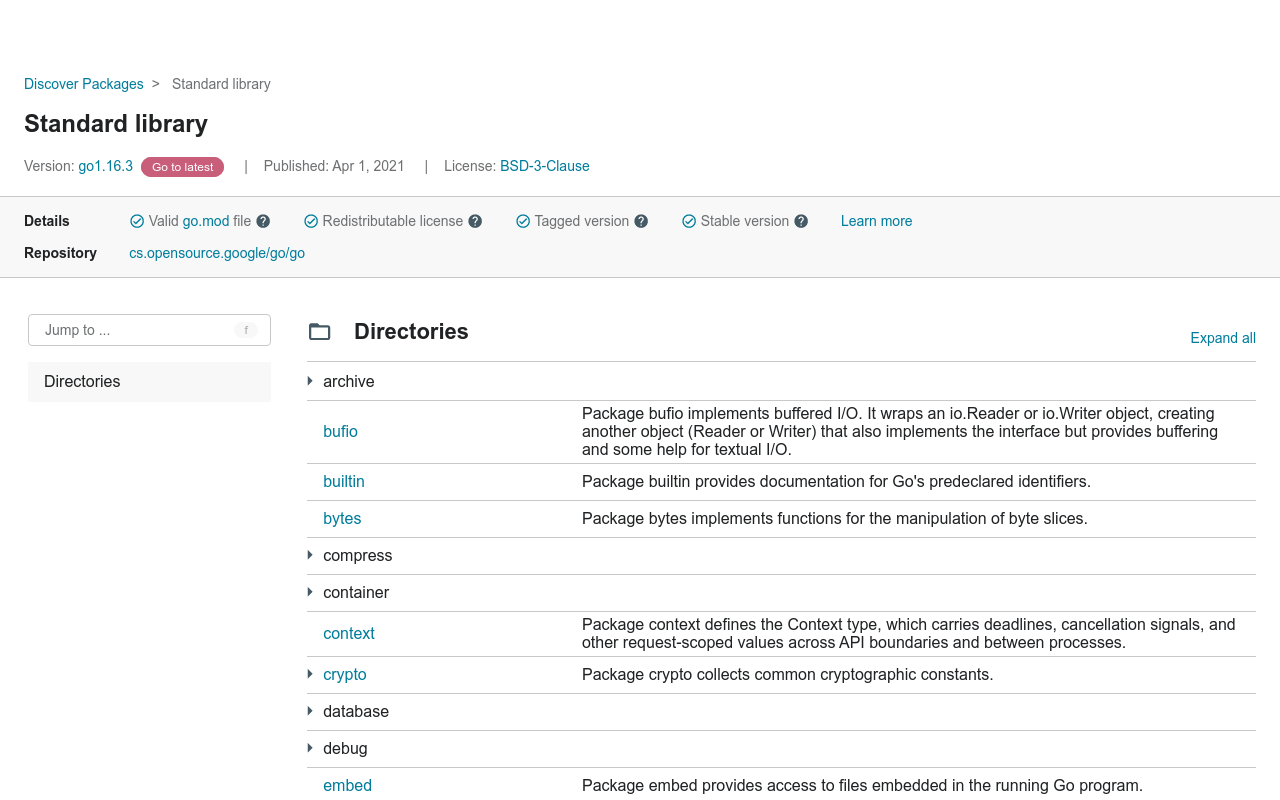 Discover Packages > Standard library
Standard library
Version: go1.16.3 Go to latest | Published: Apr 1, 2021 | License: BSD-3-Clause
Details Valid go.mod file ? Redistributable license ? Tagged version ? Stable version ? Learn more
Repository cs.opensource.google/go/go
Jump to ... f
Directories
Directories
Expand all
archive
bufio Package bufio implements buffered I/O. It wraps an io.Reader or io.Writer object, creating
another object (Reader or Writer) that also implements the interface but provides buffering
and some help for textual I/O.
builtin Package builtin provides documentation for Go's predeclared identifiers.
bytes Package bytes implements functions for the manipulation of byte slices.
compress
container
context Package context defines the Context type, which carries deadlines, cancellation signals, and
other request-scoped values across API boundaries and between processes.
crypto Package crypto collects common cryptographic constants.
database
debug
embed Package embed provides access to files embedded in the running Go program.